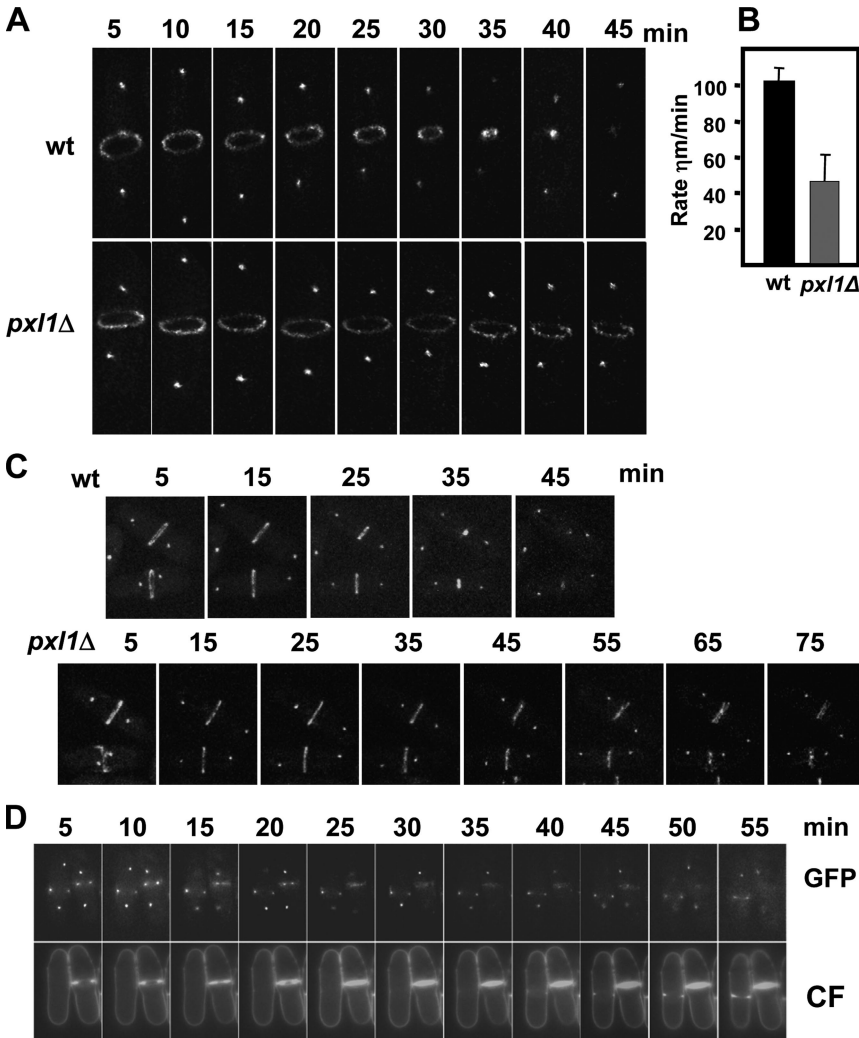 A
5 10 15 20 25 30 35 40 45 min
wt
pxl1Δ
B
Rate ηm/min
100
80
60
40
20
wt pxl1Δ
C
wt 5 15 25 35 45 min
pxl1Δ 5 15 25 35 45 55 65 75
D
5 10 15 20 25 30 35 40 45 50 55 min
GFP
CF